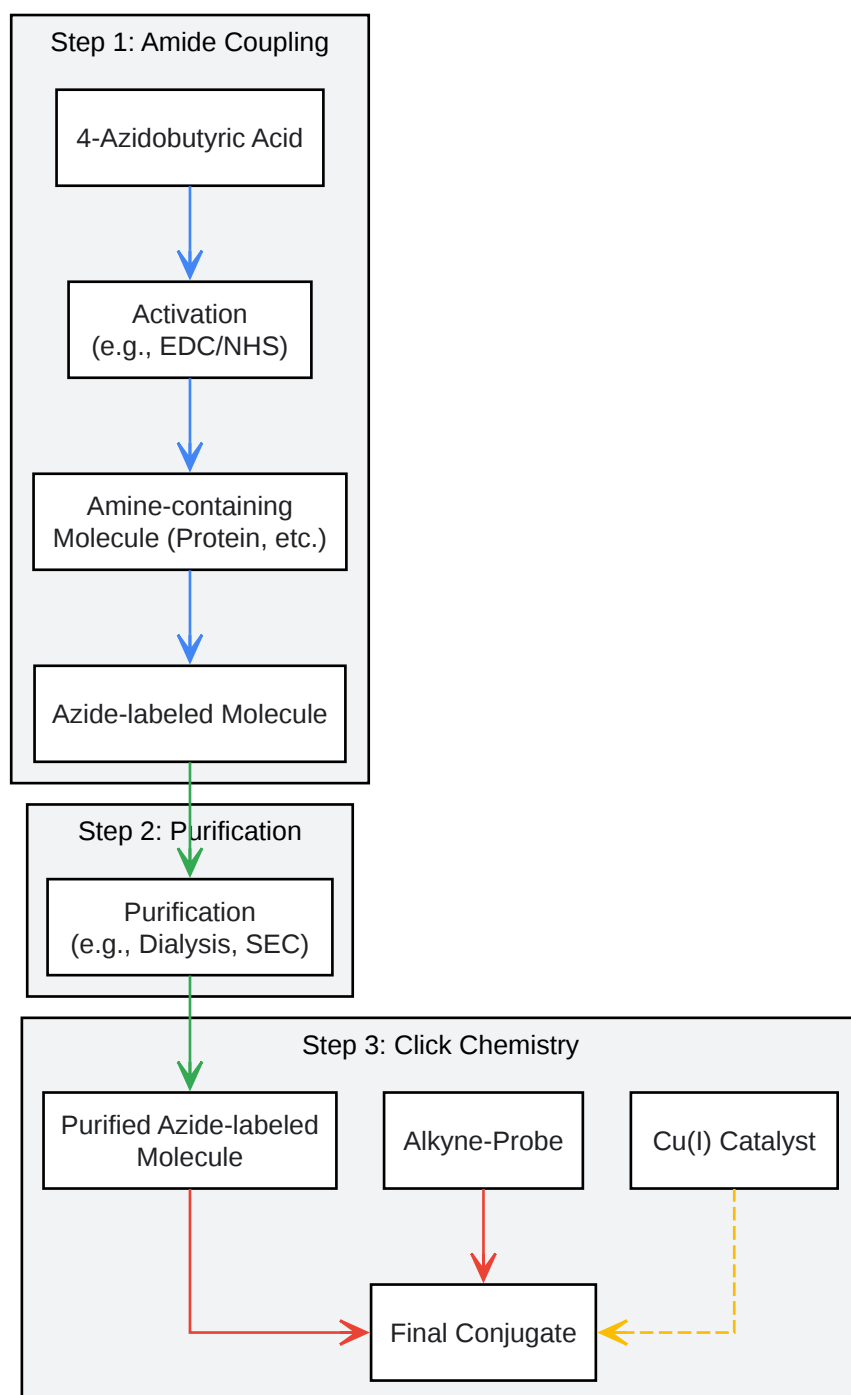 Step 1: Amide Coupling
4-Azidobutyric Acid
Activation
(e.g., EDC/NHS)
Amine-containing
Molecule (Protein, etc.)
Azide-labeled Molecule
Step 2: Purification
Purification
(e.g., Dialysis, SEC)
Step 3: Click Chemistry
Purified Azide-labeled
Molecule
Alkyne-Probe
Cu(I) Catalyst
Final Conjugate